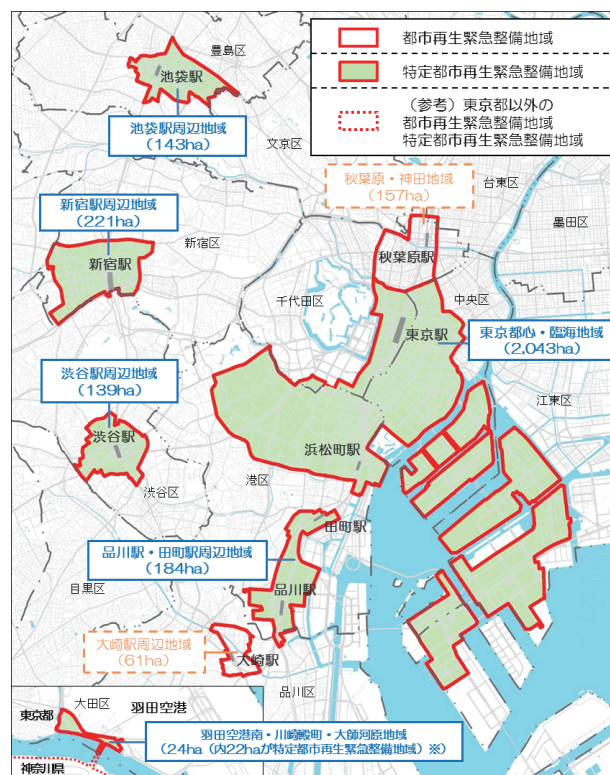 都市再生緊急整備地域
特定都市再生緊急整備地域
（参考）東京都以外の
都市再生緊急整備地域
特定都市再生緊急整備地域
豊島区
池袋駅
池袋駅周辺地域
（143ha）
文京区
台東区
秋葉原・神田地域
（157ha）
墨田区
新宿駅周辺地域
（221ha）
新宿区
新宿駅
秋葉原駅
千代田区
中央区
東京駅
東京都心・臨海地域
（2,043ha）
渋谷駅周辺地域
（139ha）
江東区
渋谷駅
浜松町駅
渋谷区
港区
田町駅
品川駅・田町駅周辺地域
（184ha）
目黒区
品川駅
大崎駅周辺地域
（61ha）
大崎駅
品川区
大田区
東京都
羽田空港
羽田空港南・川崎殿町・大師河原地域
（24ha（内22haが特定都市再生緊急整備地域）※）
神奈川県